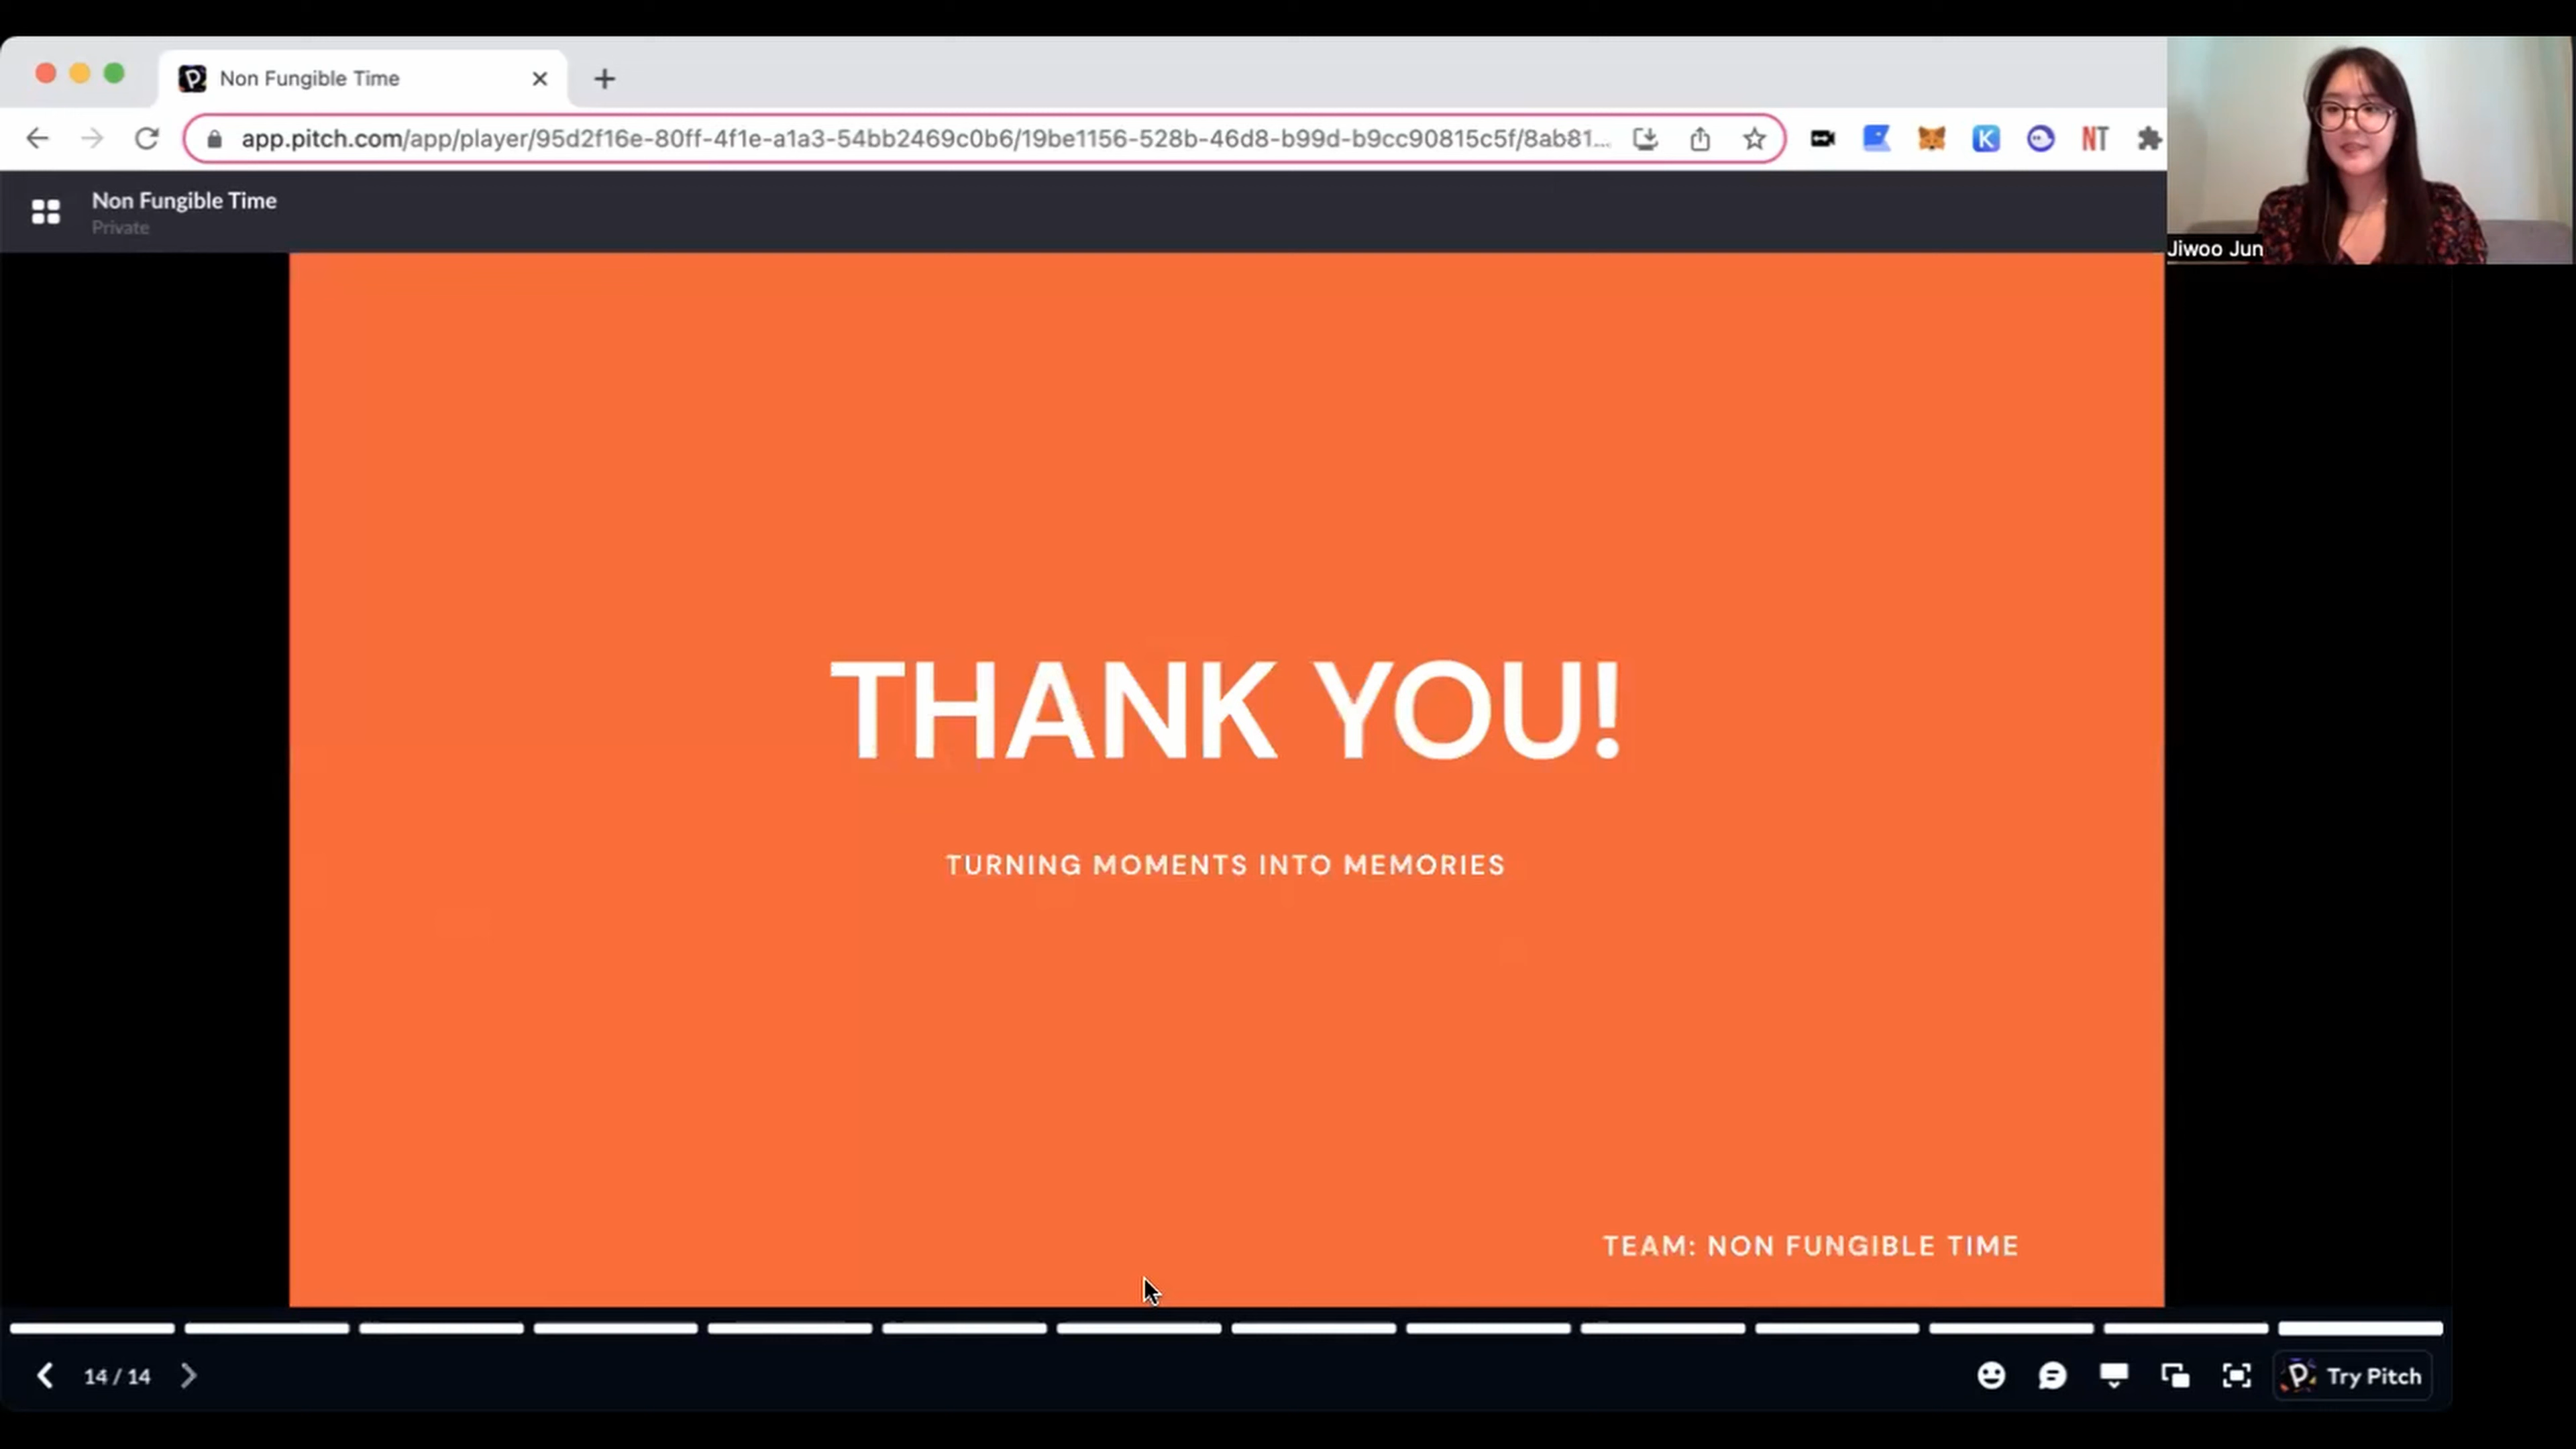 Non Fungible Time
app.pitch.com/app/player/95d2f16e-80ff-4f1e-a1a3-54bb2469c0b6/19be1156-528b-46d8-b99d-b9cc90815c5f/8ab81...
K
NT
Non Fungible Time
Private
Jiwoo Jun
THANK YOU!
TURNING MOMENTS INTO MEMORIES
TEAM: NON FUNGIBLE TIME
14 / 14
Try Pitch